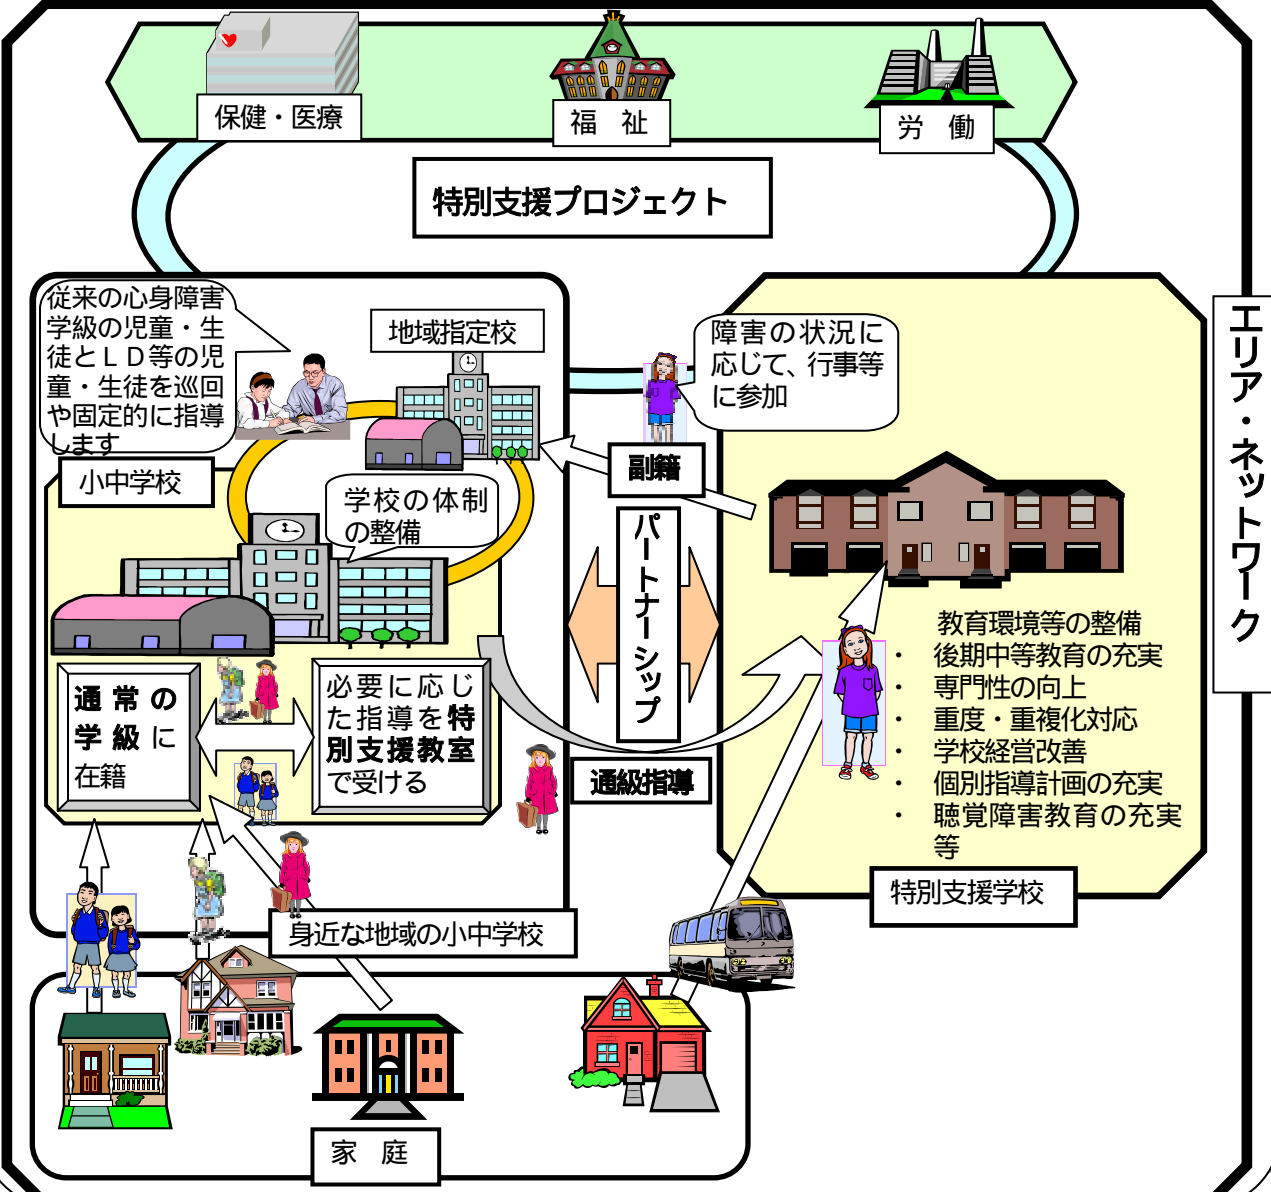 保健・医療
福　祉
労　働
特別支援プロジェクト
エリア・ネットワーク
従来の心身障害
学級の児童・生
徒とＬＤ等の児
童・生徒を巡回
や固定的に指導
します
地域指定校
障害の状況に
応じて、行事等
に参加
副籍
小中学校
学校の体制
の整備
パートナーシップ
通常の
学級に
在籍
必要に応じ
た指導を特
別支援教室
で受ける
通級指導
教育環境等の整備
・　後期中等教育の充実
・　専門性の向上
・　重度・重複化対応
・　学校経営改善
・　個別指導計画の充実
・　聴覚障害教育の充実
等
特別支援学校
身近な地域の小中学校
家　庭